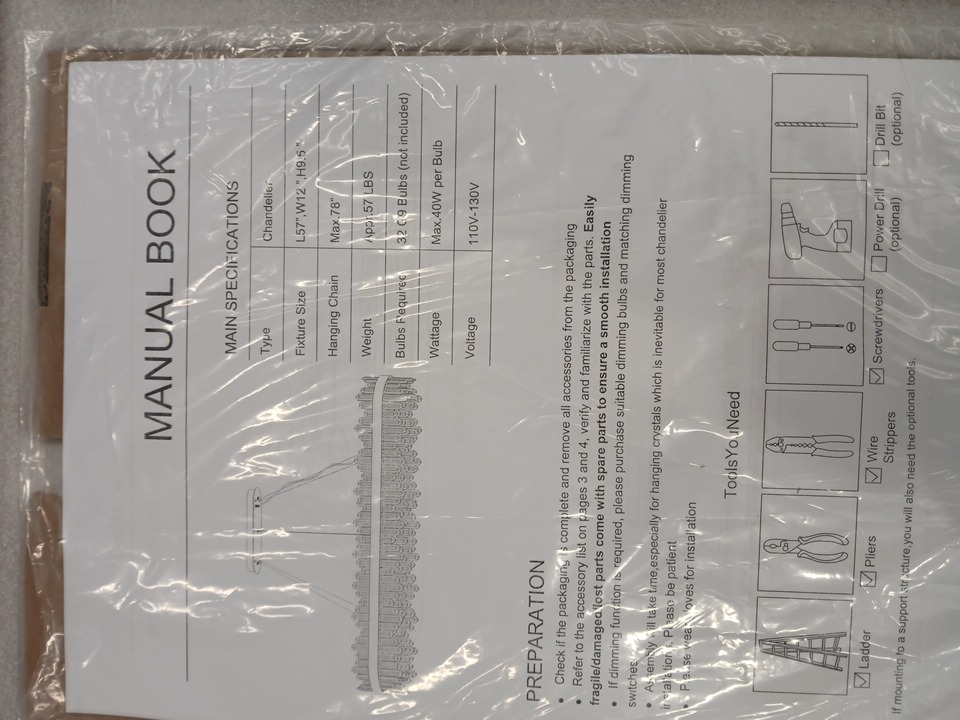 MANUAL BOOK
MAIN SPECIFICATIONS
Type Chandelier
Fixture Size L57",W12",H9.5"
Hanging Chain Max.78"
Weight Appr.57 LBS
Bulbs Required 32 G9 Bulbs (not included)
Wattage Max.40W per Bulb
Voltage 110V-130V
PREPARATION
• Check if the packaging is complete and remove all accessories from the packaging
• Refer to the accessory list on pages 3 and 4, verify and familiarize with the parts. Easily
fragile/damaged/lost parts come with spare parts to ensure a smooth installation
• If dimming function is required, please purchase suitable dimming bulbs and matching dimming
switches
• Assembly will take time,especially for hanging crystals which is inevitable for most chandelier
installations. Please be patient
• Please wear gloves for installation
ToolsYouNeed
Ladder
Pliers
Wire
Strippers
Screwdrivers
Power Drill
(optional)
Drill Bit
(optional)
If mounting to a support structure,you will also need the optional tools.